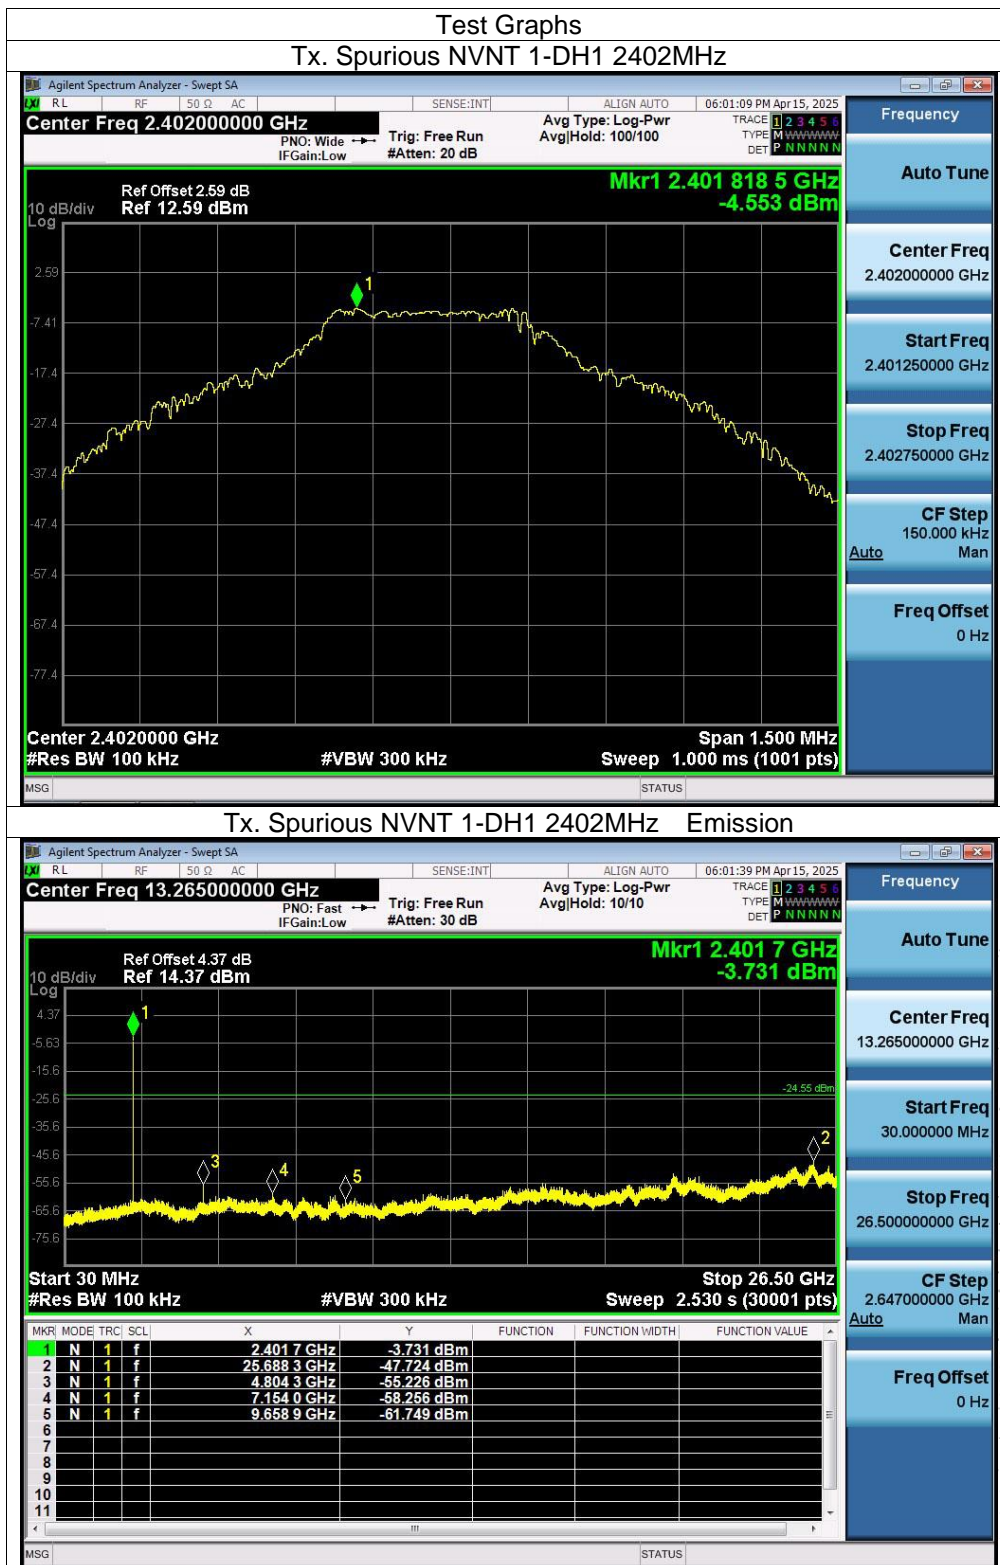 Test Graphs
Tx. Spurious NVNT 1-DH1 2402MHz
Agilent Spectrum Analyzer - Swept SA
LXI RL RF 50 Ω AC SENSE:INT ALIGN AUTO 06:01:09 PM Apr 15, 2025
Center Freq 2.402000000 GHz
PNO: Wide
IFGain:Low
Trig: Free Run
#Atten: 20 dB
Avg Type: Log-Pwr
Avg|Hold: 100/100
TRACE 1 2 3 4 5 6
TYPE M W W W W W
DET P N N N N N
Frequency
Ref Offset 2.59 dB
10 dB/div Ref 12.59 dBm
Log
Mkr1 2.401 818 5 GHz
-4.553 dBm
1
2.59
-7.41
-17.4
-27.4
-37.4
-47.4
-57.4
-67.4
-77.4
Center 2.4020000 GHz
Span 1.500 MHz
#Res BW 100 kHz
#VBW 300 kHz
Sweep 1.000 ms (1001 pts)
MSG
STATUS
Auto Tune
Center Freq
2.402000000 GHz
Start Freq
2.401250000 GHz
Stop Freq
2.402750000 GHz
CF Step
150.000 kHz
Auto Man
Freq Offset
0 Hz
Tx. Spurious NVNT 1-DH1 2402MHz Emission
Agilent Spectrum Analyzer - Swept SA
LXI RL RF 50 Ω AC SENSE:INT ALIGN AUTO 06:01:39 PM Apr 15, 2025
Center Freq 13.265000000 GHz
PNO: Fast
IFGain:Low
Trig: Free Run
#Atten: 30 dB
Avg Type: Log-Pwr
Avg|Hold: 10/10
TRACE 1 2 3 4 5 6
TYPE M W W W W W
DET P N N N N N
Frequency
Ref Offset 4.37 dB
10 dB/div Ref 14.37 dBm
Log
Mkr1 2.401 7 GHz
-3.731 dBm
4.37
-5.63
-15.6
-25.6
-35.6
-45.6
-55.6
-65.6
-75.6
-24.55 dBm
1
2
3
4
5
Start 30 MHz
Stop 26.50 GHz
#Res BW 100 kHz
#VBW 300 kHz
Sweep 2.530 s (30001 pts)
MKR MODE TRC SCL X Y FUNCTION FUNCTION WIDTH FUNCTION VALUE
1 N 1 f 2.401 7 GHz -3.731 dBm
2 N 1 f 25.688 3 GHz -47.724 dBm
3 N 1 f 4.804 3 GHz -55.226 dBm
4 N 1 f 7.154 0 GHz -58.256 dBm
5 N 1 f 9.658 9 GHz -61.749 dBm
6
7
8
9
10
11
MSG
STATUS
Auto Tune
Center Freq
13.265000000 GHz
Start Freq
30.000000 MHz
Stop Freq
26.500000000 GHz
CF Step
2.647000000 GHz
Auto Man
Freq Offset
0 Hz